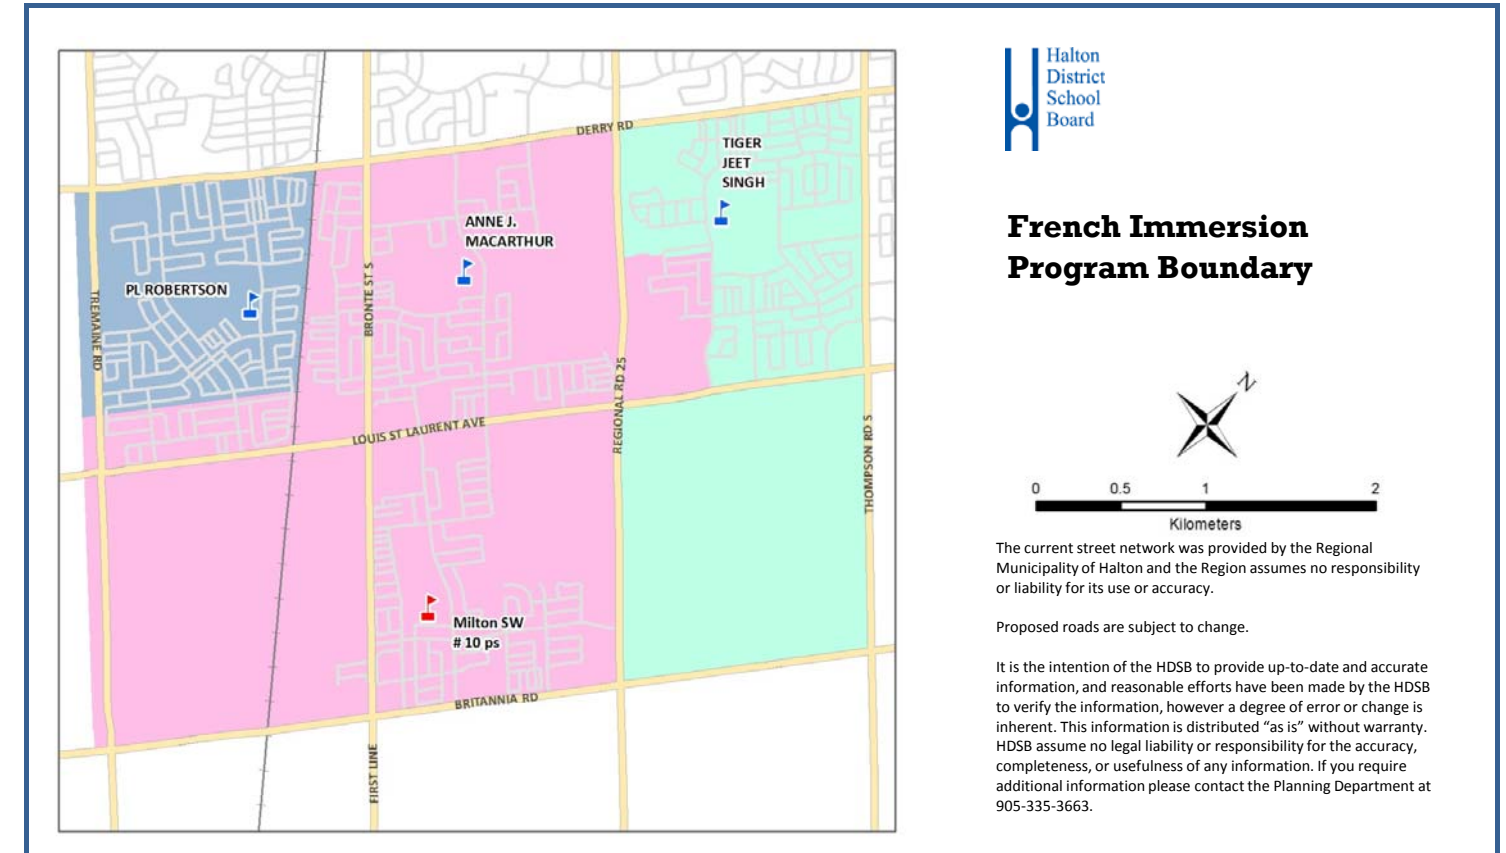 DERRY RD
TIGER
JEET
SINGH
ANNE J.
MACARTHUR
PL ROBERTSON
TREMAINE RD
BRONTE ST S
REGIONAL RD 25
LOUIS ST LAURENT AVE
THOMPSON RD S
Milton SW
# 10 ps
BRITANNIA RD
FIRST LINE
Halton
District
School
Board
French Immersion
Program Boundary
N
0 0.5 1 2
Kilometers
The current street network was provided by the Regional
Municipality of Halton and the Region assumes no responsibility
or liability for its use or accuracy.
Proposed roads are subject to change.
It is the intention of the HDSB to provide up-to-date and accurate
information, and reasonable efforts have been made by the HDSB
to verify the information, however a degree of error or change is
inherent. This information is distributed “as is” without warranty.
HDSB assume no legal liability or responsibility for the accuracy,
completeness, or usefulness of any information. If you require
additional information please contact the Planning Department at
905-335-3663.